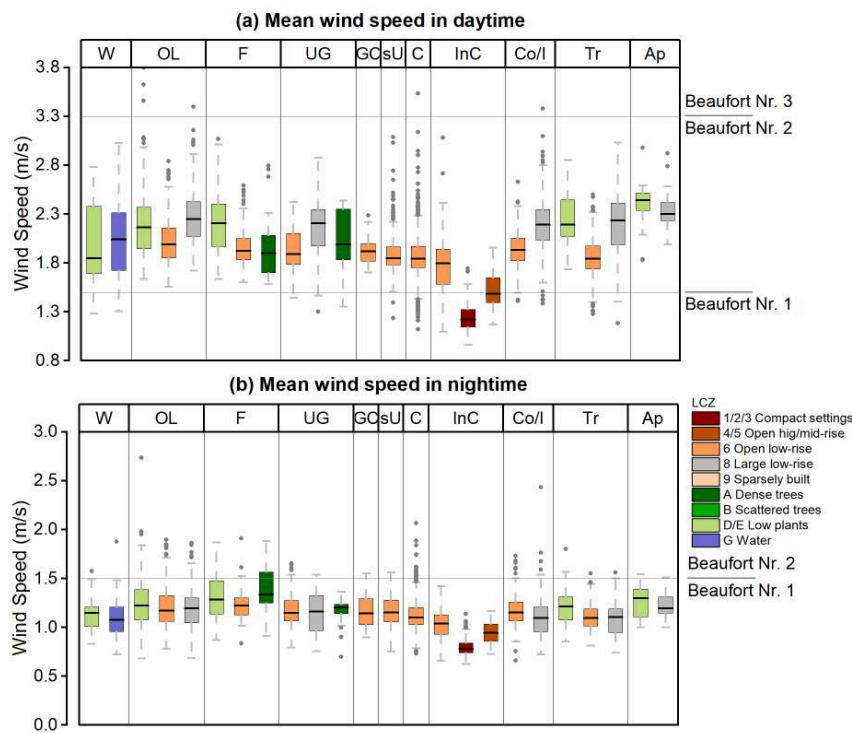 (a) Mean wind speed in daytime
W OL F UG GC sU C InC Co/I Tr Ap
3.8
3.3
2.8
2.3
1.8
1.3
0.8
Wind Speed (m/s)
Beaufort Nr. 3
Beaufort Nr. 2
Beaufort Nr. 1
(b) Mean wind speed in nightime
W OL F UG GC sU C InC Co/I Tr Ap
3.0
2.5
2.0
1.5
1.0
0.5
0.0
Wind Speed (m/s)
LCZ
1/2/3 Compact settings
4/5 Open hig/mid-rise
6 Open low-rise
8 Large low-rise
9 Sparsely built
A Dense trees
B Scattered trees
D/E Low plants
G Water
Beaufort Nr. 2
Beaufort Nr. 1